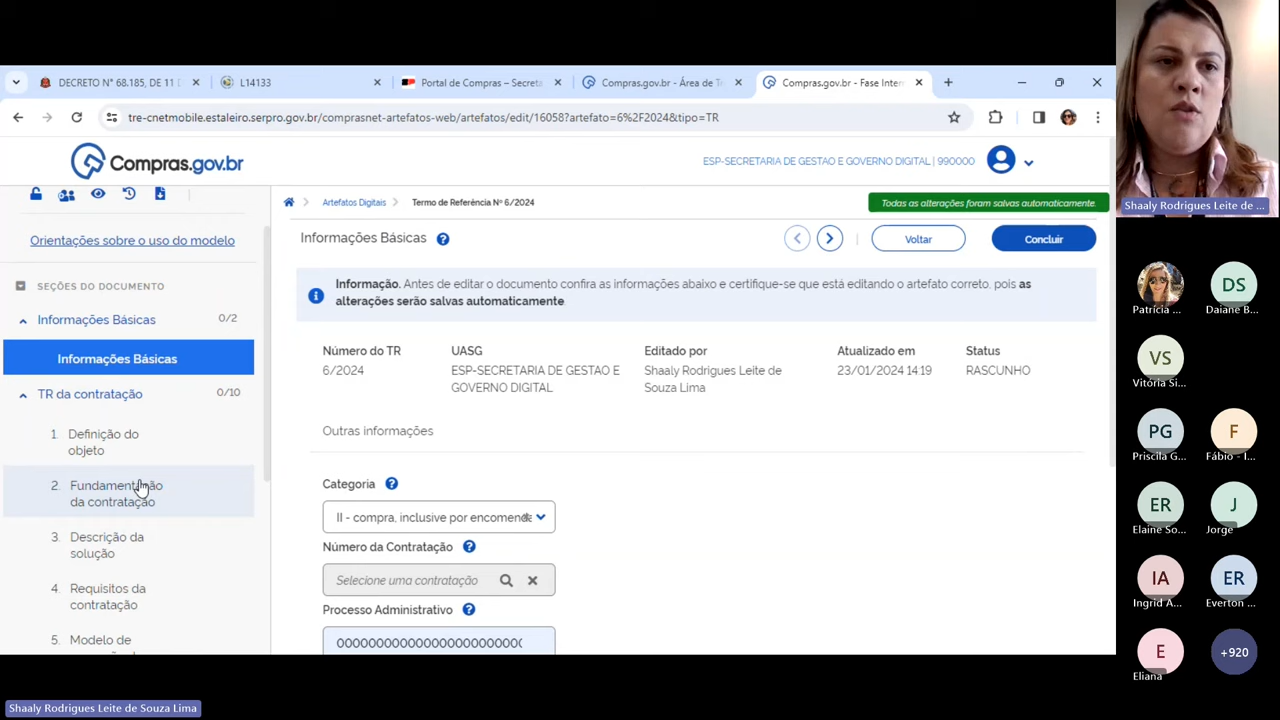 DECRETO N° 68.185, DE 11 D
L14133
Portal de Compras – Secreta
Compras.gov.br - Área de Tr
Compras.gov.br - Fase Inter
tre-cnetmobile.estaleiro.serpro.gov.br/comprasnet-artefatos-web/artefatos/edit/16058?artefato=6%2F2024&tipo=TR
Compras.gov.br
ESP-SECRETARIA DE GESTAO E GOVERNO DIGITAL | 990000
Orientações sobre o uso do modelo
SEÇÕES DO DOCUMENTO
Informações Básicas 0/2
Informações Básicas
TR da contratação 0/10
1. Definição do
objeto
2. Fundamentação
da contratação
3. Descrição da
solução
4. Requisitos da
contratação
5. Modelo de
Artefatos Digitais
Termo de Referência Nº 6/2024
Todas as alterações foram salvas automaticamente.
Informações Básicas
Voltar
Concluir
Informação. Antes de editar o documento confira as informações abaixo e certifique-se que está editando o artefato correto, pois as
alterações serão salvas automaticamente.
Número do TR
6/2024
UASG
ESP-SECRETARIA DE GESTAO E
GOVERNO DIGITAL
Editado por
Shaaly Rodrigues Leite de
Souza Lima
Atualizado em
23/01/2024 14:19
Status
RASCUNHO
Outras informações
Categoria
II - compra, inclusive por encomenda
Número da Contratação
Selecione uma contratação
Processo Administrativo
Shaaly Rodrigues Leite de ...
Patrícia ...
DS
Daiane B...
VS
Vitória Si...
PG
Priscila G...
F
Fábio - I...
ER
Elaine So...
J
Jorge
IA
Ingrid A...
ER
Everton ...
E
Eliana
+920
Shaaly Rodrigues Leite de Souza Lima